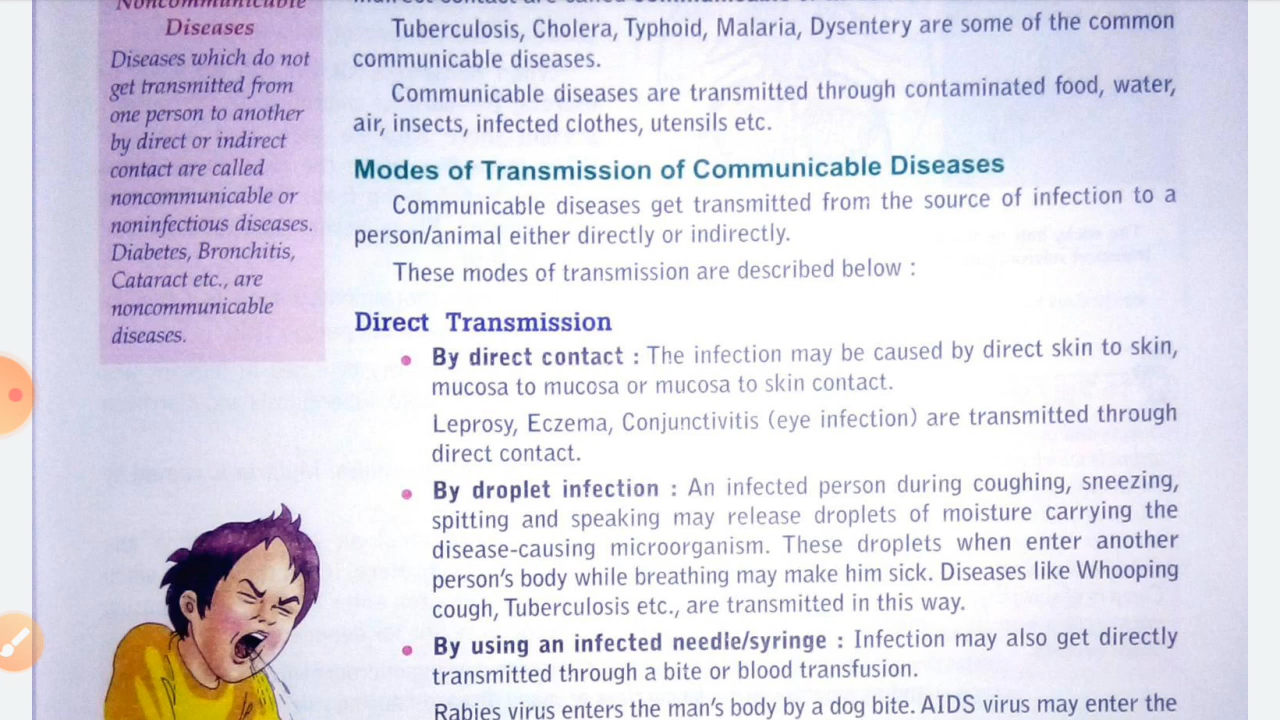 Noncommunicable
Diseases
Diseases which do not
get transmitted from
one person to another
by direct or indirect
contact are called
noncommunicable or
noninfectious diseases.
Diabetes, Bronchitis,
Cataract etc., are
noncommunicable
diseases.
Tuberculosis, Cholera, Typhoid, Malaria, Dysentery are some of the common
communicable diseases.
Communicable diseases are transmitted through contaminated food, water,
air, insects, infected clothes, utensils etc.
Modes of Transmission of Communicable Diseases
Communicable diseases get transmitted from the source of infection to a
person/animal either directly or indirectly.
These modes of transmission are described below :
Direct Transmission
By direct contact : The infection may be caused by direct skin to skin,
mucosa to mucosa or mucosa to skin contact.
Leprosy, Eczema, Conjunctivitis (eye infection) are transmitted through
direct contact.
By droplet infection : An infected person during coughing, sneezing,
spitting and speaking may release droplets of moisture carrying the
disease-causing microorganism. These droplets when enter another
person's body while breathing may make him sick. Diseases like Whooping
cough, Tuberculosis etc., are transmitted in this way.
By using an infected needle/syringe : Infection may also get directly
transmitted through a bite or blood transfusion.
Rabies virus enters the man's body by a dog bite. AIDS virus may enter the